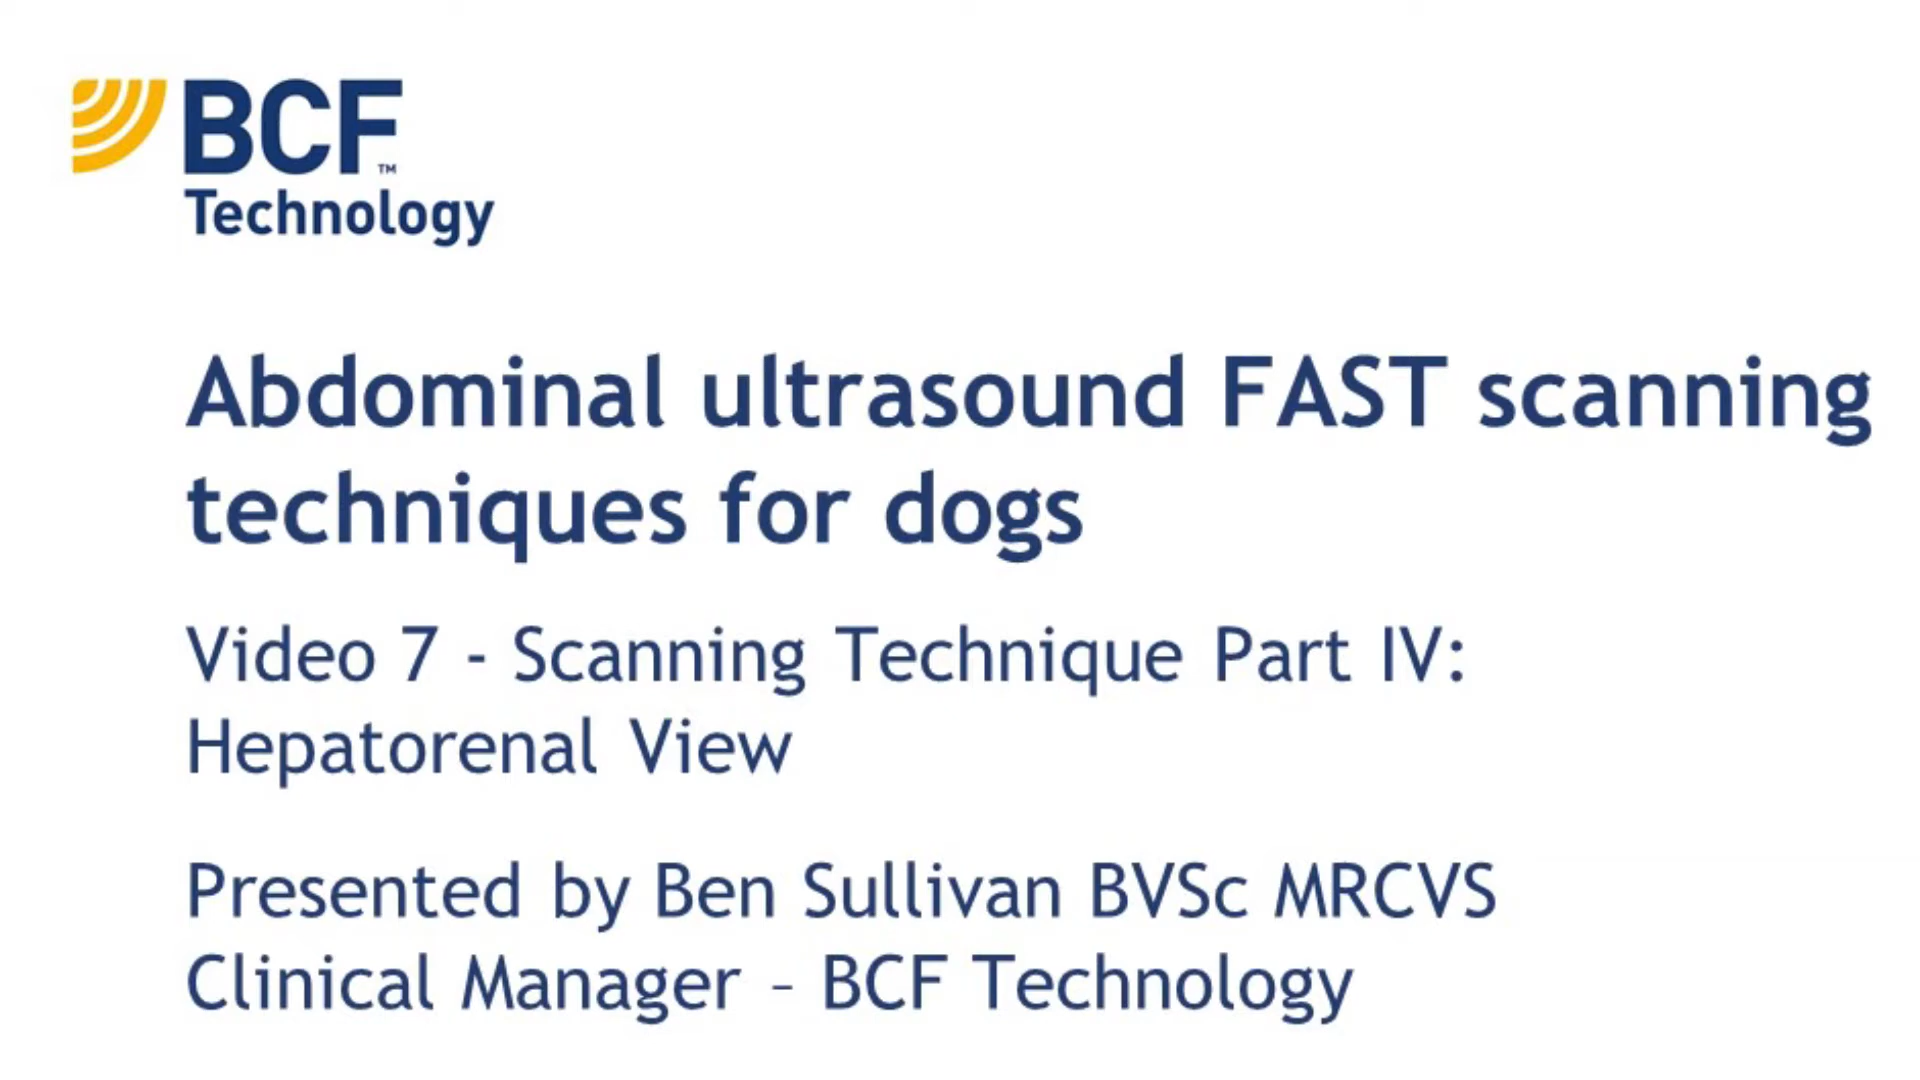 BCF™
Technology
Abdominal ultrasound FAST scanning
techniques for dogs
Video 7 - Scanning Technique Part IV:
Hepatorenal View
Presented by Ben Sullivan BVSc MRCVS
Clinical Manager – BCF Technology